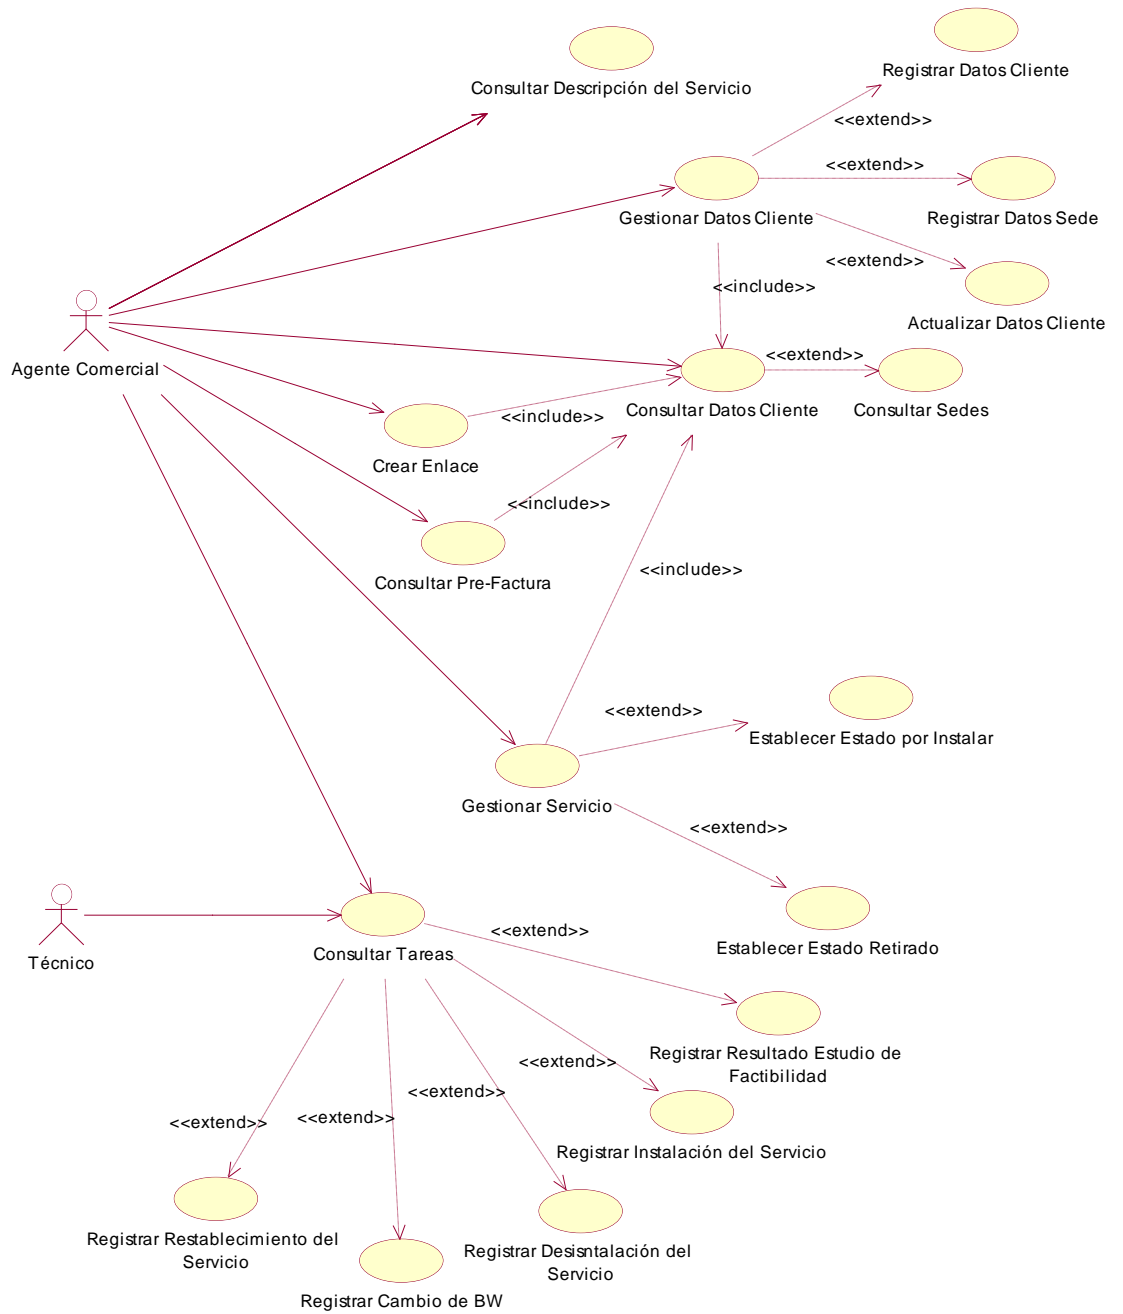 Registrar Datos Cliente
Consultar Descripción del Servicio
<<extend>>
<<extend>>
Gestionar Datos Cliente
Registrar Datos Sede
<<extend>>
<<include>>
Actualizar Datos Cliente
<<extend>>
Agente Comercial
Consultar Datos Cliente
Consultar Sedes
<<include>>
Crear Enlace
<<include>>
Consultar Pre-Factura
<<include>>
<<extend>>
Establecer Estado por Instalar
Gestionar Servicio
<<extend>>
<<extend>>
Establecer Estado Retirado
Consultar Tareas
Técnico
Registrar Resultado Estudio de
Factibilidad
<<extend>>
<<extend>>
<<extend>>
<<extend>>
Registrar Instalación del Servicio
Registrar Restablecimiento del
Servicio
Registrar Desisntalación del
Servicio
Registrar Cambio de BW